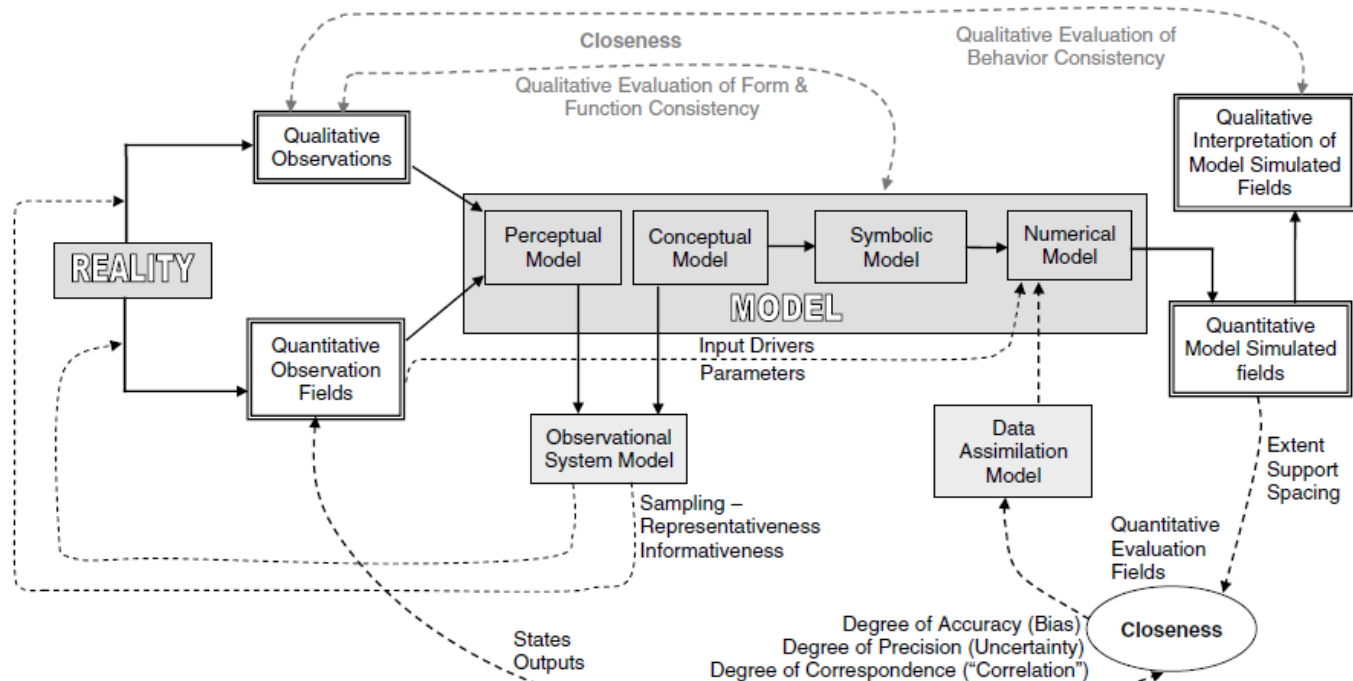 Closeness
Qualitative Evaluation of
Behavior Consistency
Qualitative Evaluation of Form &
Function Consistency
Qualitative
Observations
Qualitative
Interpretation of
Model Simulated
Fields
REALITY
Perceptual
Model
Conceptual
Model
Symbolic
Model
Numerical
Model
MODEL
Quantitative
Observation
Fields
Input Drivers
Parameters
Quantitative
Model Simulated
fields
Observational
System Model
Data
Assimilation
Model
Extent
Support
Spacing
Sampling –
Representativeness
Informativeness
Quantitative
Evaluation
Fields
States
Outputs
Degree of Accuracy (Bias)
Degree of Precision (Uncertainty)
Degree of Correspondence (“Correlation”)
Closeness